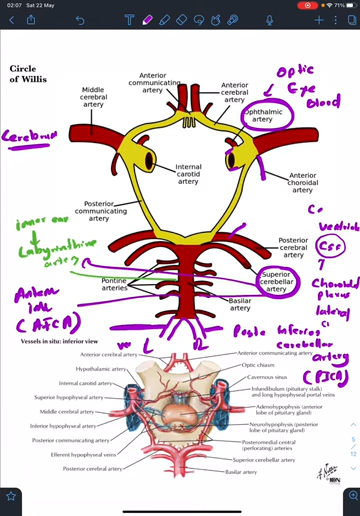 02:07 Sat 22 May
72%
Circle
of Willis
Anterior
communicating
artery
Anterior
cerebral
artery
Middle
cerebral
artery
Ophthalmic
artery
Optic
Eye
Blood
Cerebrum
Internal
carotid
artery
Anterior
choroidal
artery
Posterior
communicating
artery
inner ear
Labyrinthine
artery
Posterior
cerebral
artery
Superior
cerebellar
artery
Pontine
arteries
Basilar
artery
ventricle
CSF
Choroidal
plexus
lateral
(AICA)
Poste Inferior
cerebellar
artery
(PICA)
Vessels in situ: inferior view
Anterior cerebral artery
Hypothalamic artery
Internal carotid artery
Superior hypophyseal artery
Middle cerebral artery
Inferior hypophyseal artery
Posterior communicating artery
Efferent hypophyseal veins
Posterior cerebral artery
Anterior communicating artery
Optic chiasm
Cavernous sinus
Infundibulum (pituitary stalk)
and long hypophyseal portal veins
Adenohypophysis (anterior
lobe of pituitary gland)
Neurohypophysis (posterior
lobe of pituitary gland)
Posteromedial central
(perforating) arteries
Superior cerebellar artery
Basilar artery
5
12